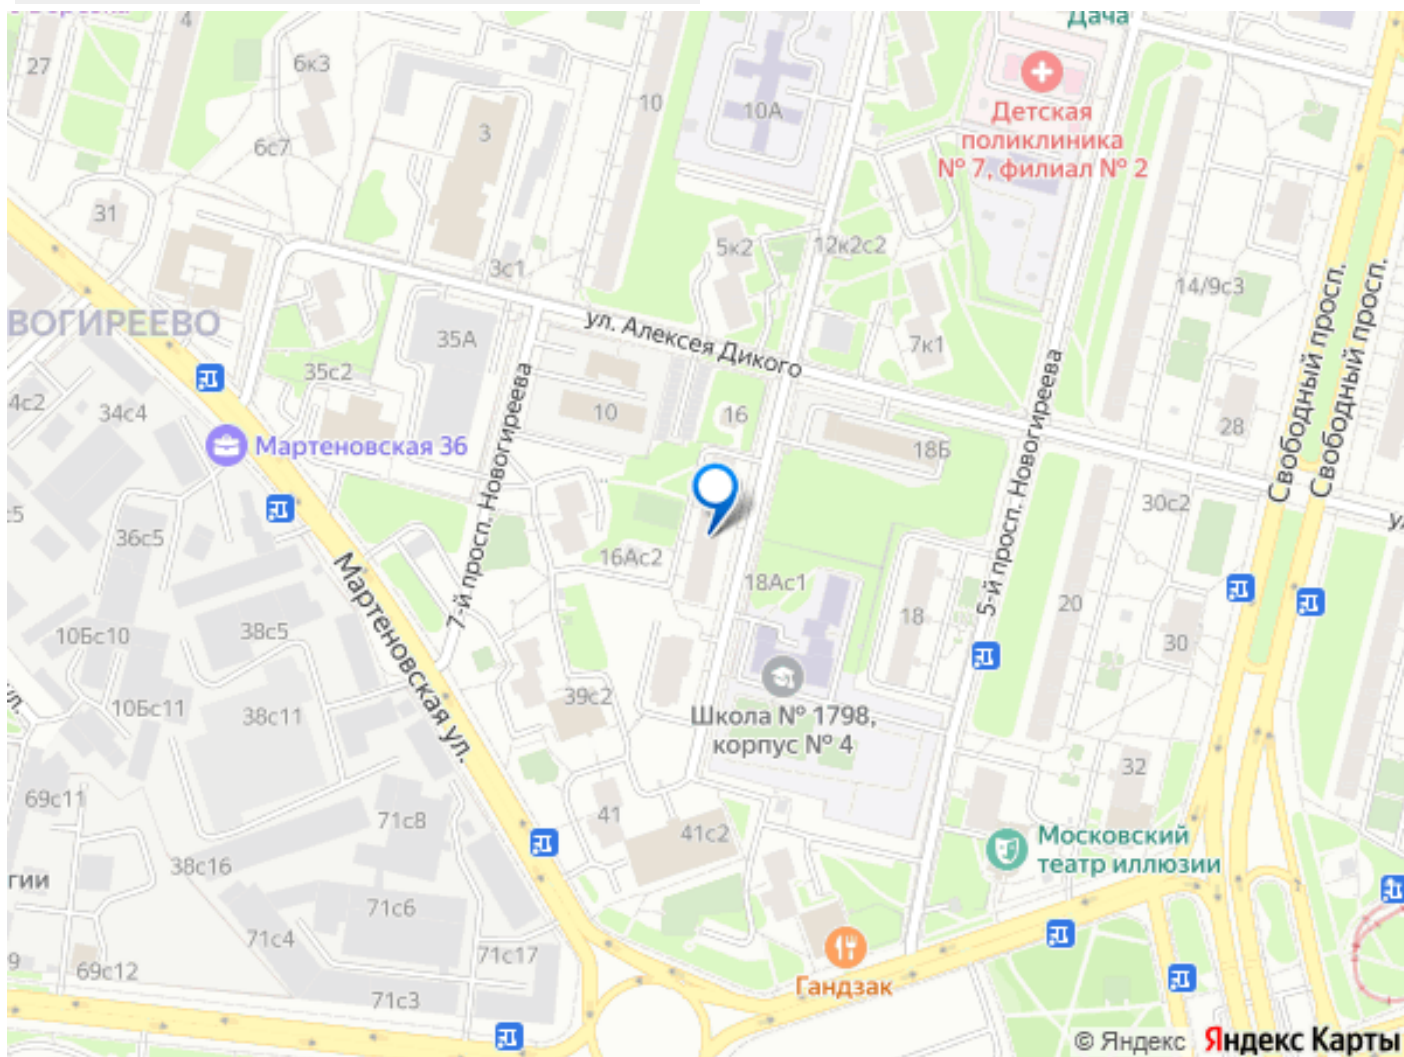 4
Дача
27
6к3
10
10А
3
6с7
Детская
поликлиника
№ 7, филиал № 2
31
5к2
12к2с2
3с1
14/9с3
ВОГИРЕЕВО
35А
ул. Алексея Дикого
7к1
Свободный просп.
Свободный просп.
35с2
4с2
34с4
7-й просп. Новогиреева
10
16
28
5-й просп. Новогиреева
Мартеновская 36
18Б
30с2
36с5
16Ас2
18Ас1
Мартеновская ул.
10Бс10
38с5
18
20
30
10Бс11
38с11
39с2
Школа № 1798,
корпус № 4
32
69с11
71с8
41
41с2
Московский
театр иллюзии
38с16
гии
71с6
71с4
71с17
9
69с12
Гандзак
71с3
© Яндекс
Яндекс Карты